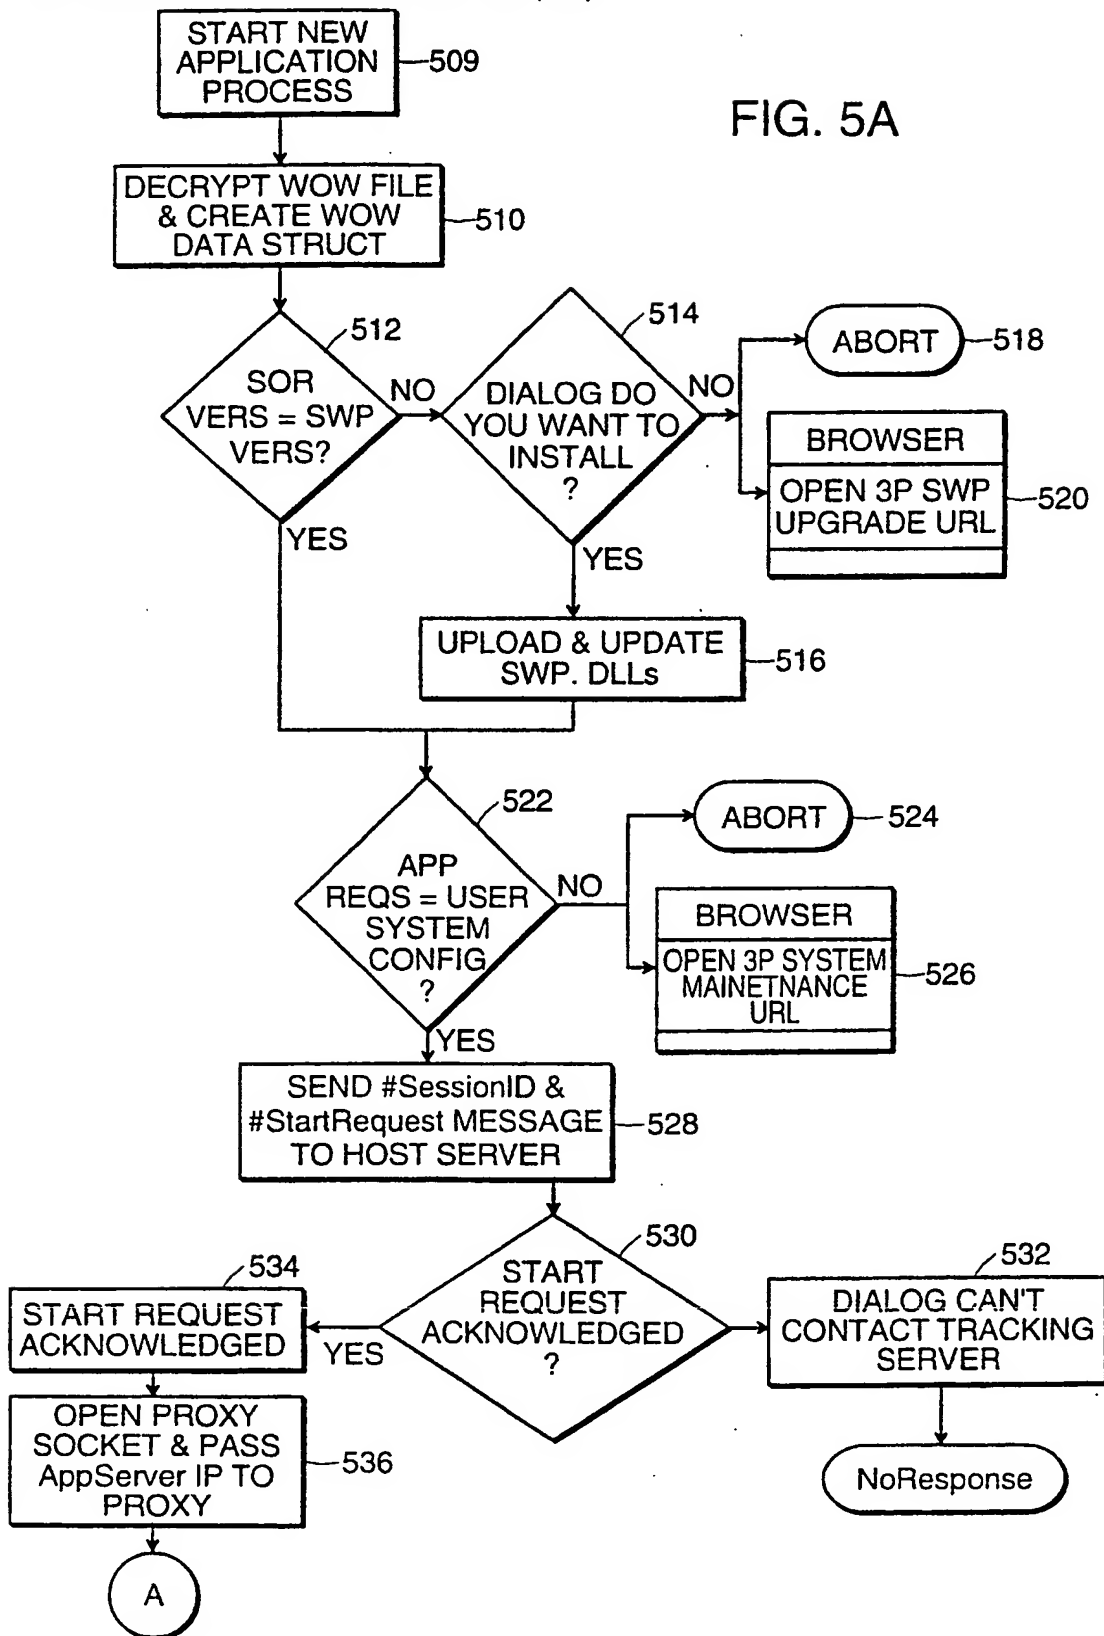 START NEW
APPLICATION
PROCESS
509
FIG. 5A
DECRYPT WOW FILE
& CREATE WOW
DATA STRUCT
510
512
SOR
VERS = SWP
VERS?
NO
YES
514
DIALOG DO
YOU WANT TO
INSTALL
?
NO
YES
ABORT
518
BROWSER
OPEN 3P SWP
UPGRADE URL
520
UPLOAD & UPDATE
SWP. DLLs
516
522
APP
REQS = USER
SYSTEM
CONFIG
?
NO
YES
ABORT
524
BROWSER
OPEN 3P SYSTEM
MAINETNANCE
URL
526
SEND #SessionID &
#StartRequest MESSAGE
TO HOST SERVER
528
530
START
REQUEST
ACKNOWLEDGED
?
YES
534
START REQUEST
ACKNOWLEDGED
532
DIALOG CAN'T
CONTACT TRACKING
SERVER
OPEN PROXY
SOCKET & PASS
AppServer IP TO
PROXY
536
NoResponse
A